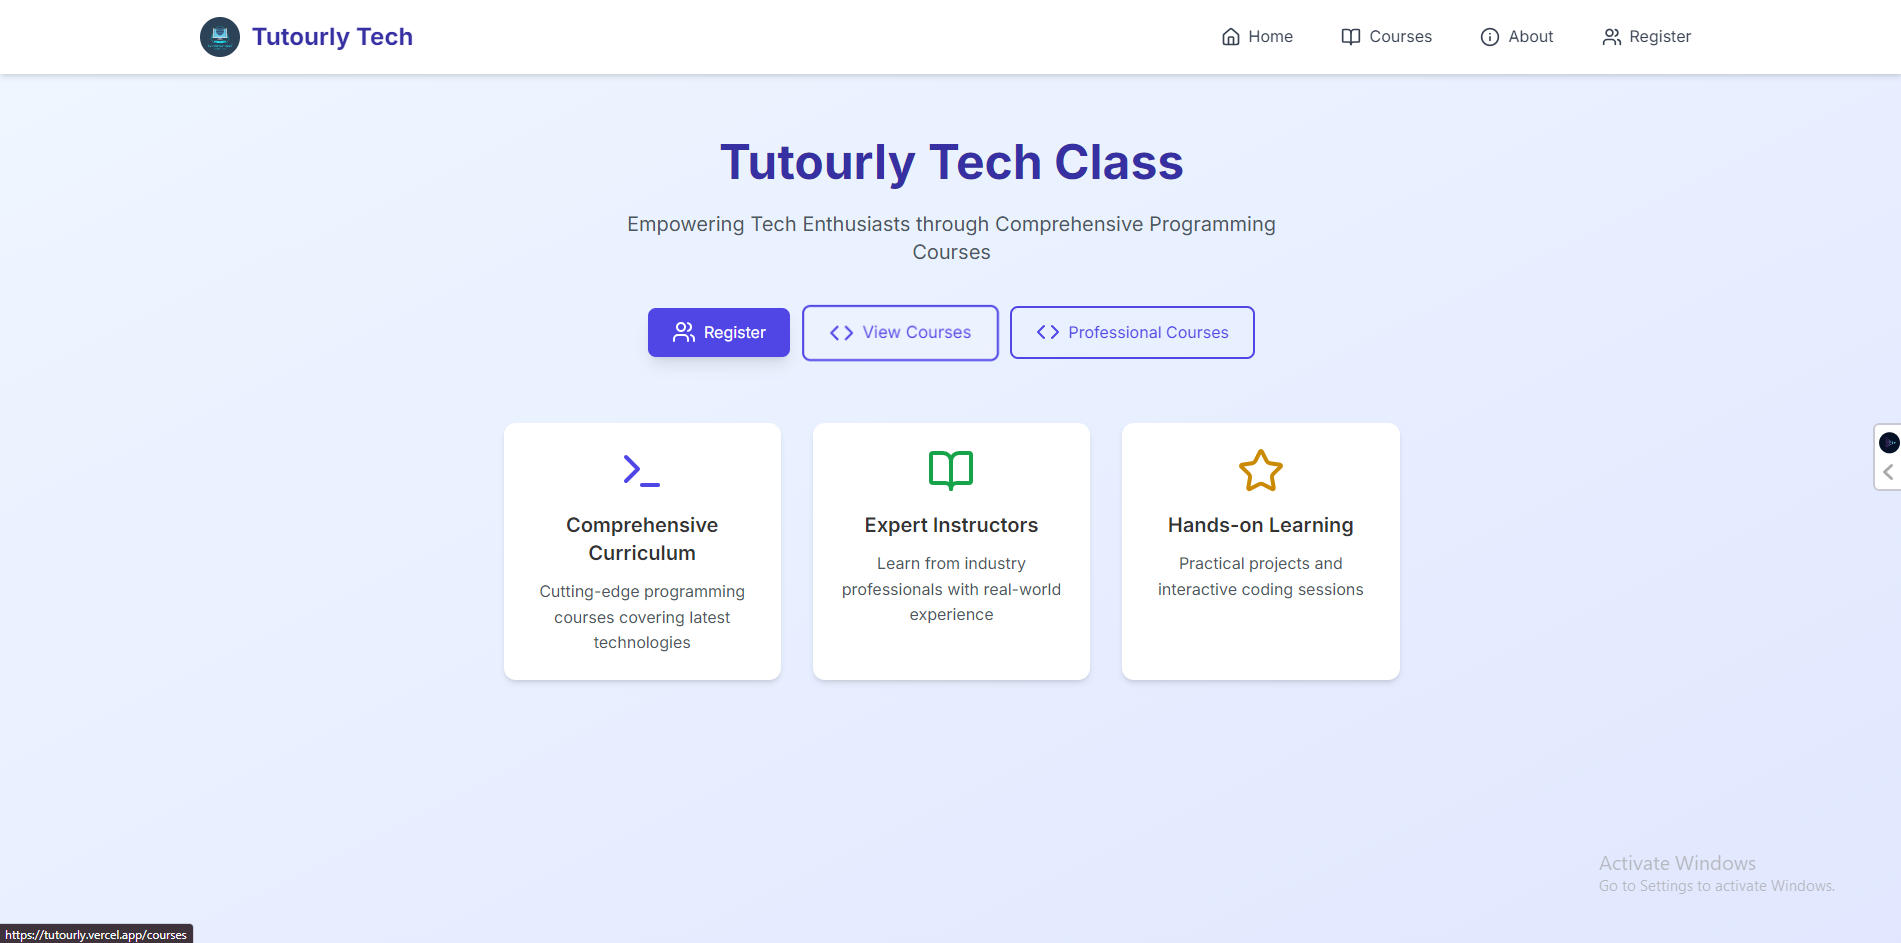 Tutourly Tech
Home
Courses
About
Register
Tutourly Tech Class
Empowering Tech Enthusiasts through Comprehensive Programming
Courses
Register
View Courses
Professional Courses
Comprehensive
Curriculum
Cutting-edge programming
courses covering latest
technologies
Expert Instructors
Learn from industry
professionals with real-world
experience
Hands-on Learning
Practical projects and
interactive coding sessions
Activate Windows
Go to Settings to activate Windows.
https://tutourly.vercel.app/courses